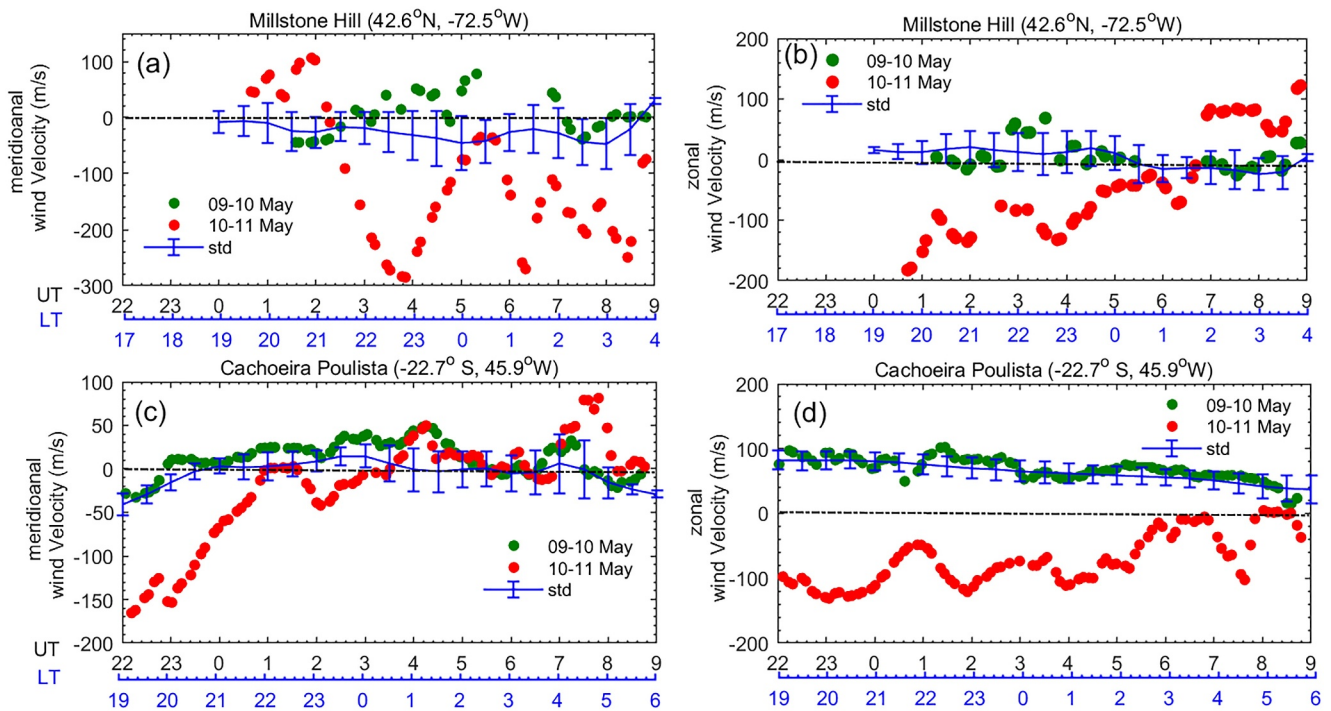 Millstone Hill (42.6oN, -72.5oW)
(a)
meridioanal
wind Velocity (m/s)
100
0
-100
-200
-300
09-10 May
10-11 May
std
UT 22 23 0 1 2 3 4 5 6 7 8 9
LT 17 18 19 20 21 22 23 0 1 2 3 4
Millstone Hill (42.6oN, -72.5oW)
(b)
zonal
wind Velocity (m/s)
200
100
0
-100
-200
09-10 May
10-11 May
std
22 23 0 1 2 3 4 5 6 7 8 9
17 18 19 20 21 22 23 0 1 2 3 4
Cachoeira Poulista (-22.7o S, 45.9oW)
(c)
meridioanal
wind Velocity (m/s)
100
50
0
-50
-100
-150
-200
09-10 May
10-11 May
std
UT 22 23 0 1 2 3 4 5 6 7 8 9
LT 19 20 21 22 23 0 1 2 3 4 5 6
Cachoeira Poulista (-22.7o S, 45.9oW)
(d)
zonal
wind Velocity (m/s)
200
100
0
-100
-200
09-10 May
10-11 May
std
22 23 0 1 2 3 4 5 6 7 8 9
19 20 21 22 23 0 1 2 3 4 5 6